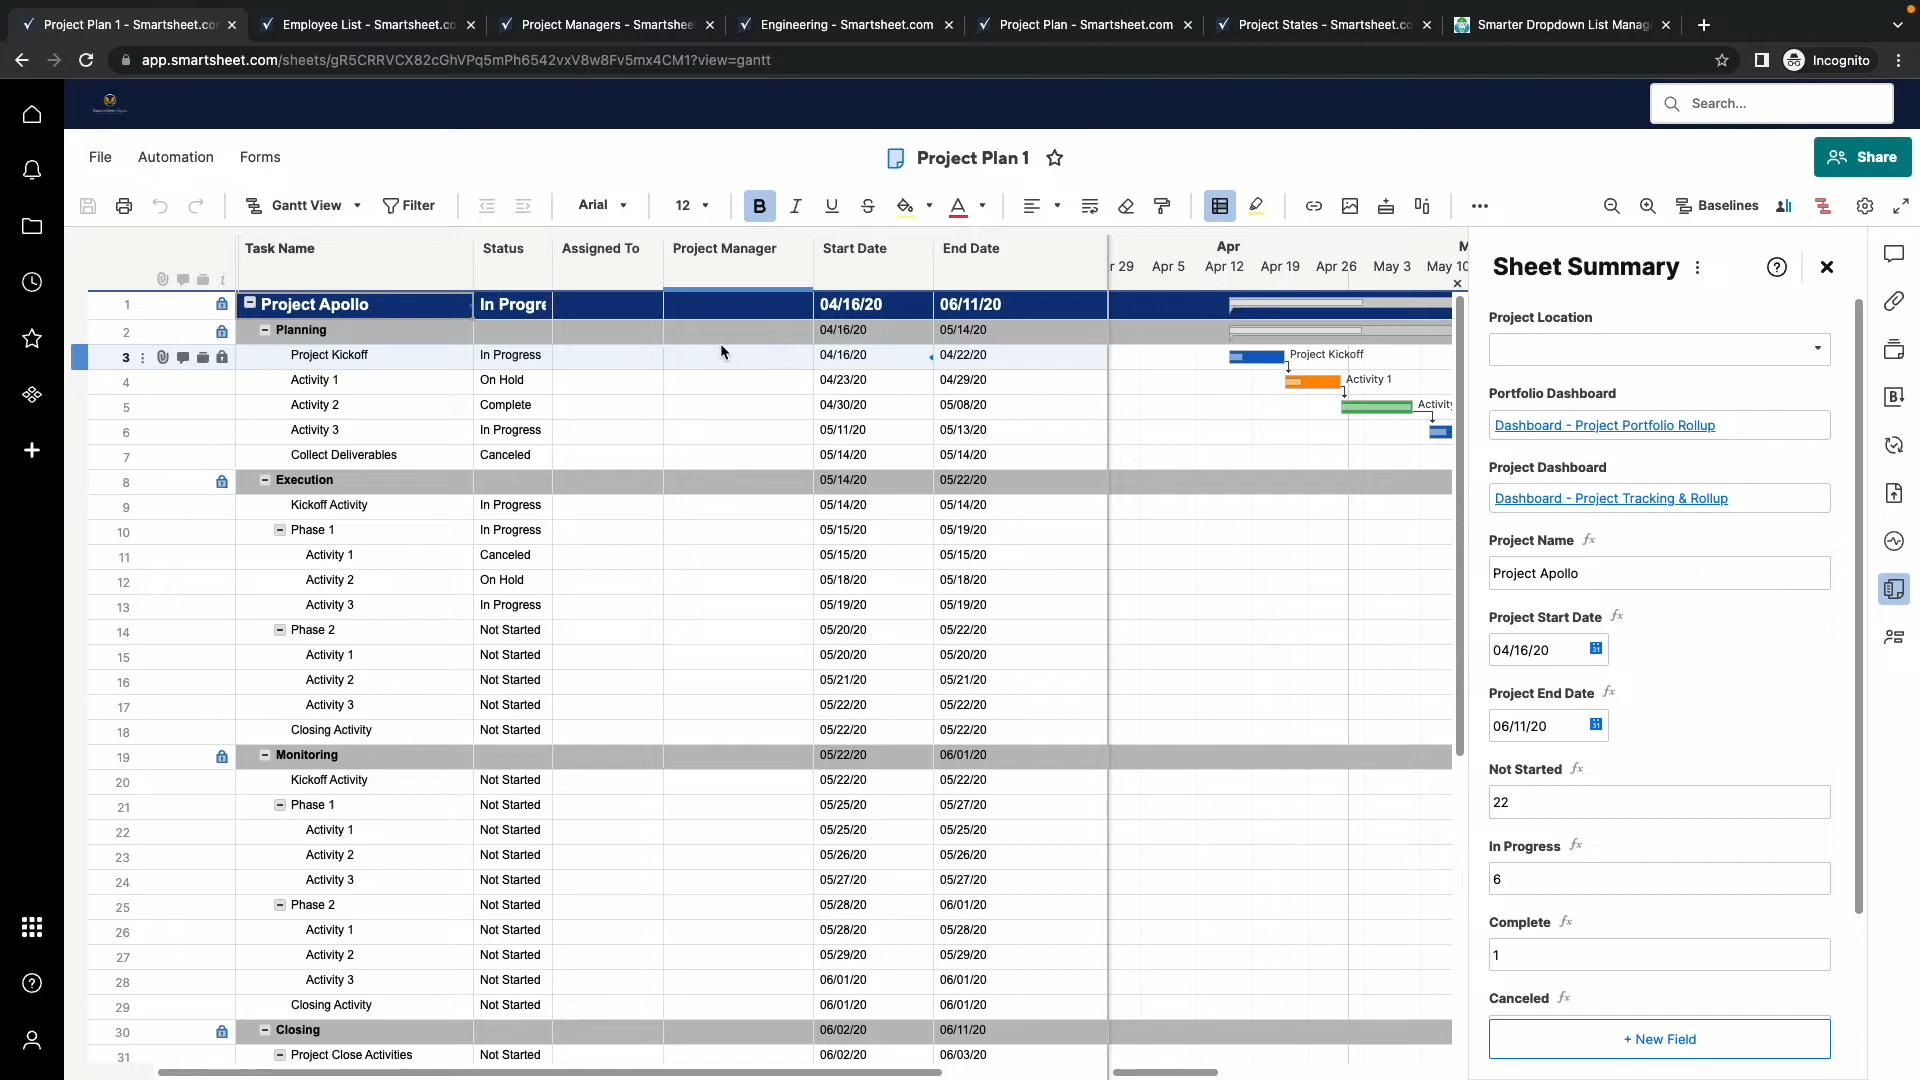 Project Plan 1 - Smartsheet.co
Employee List - Smartsheet.co
Project Managers - Smartshee
Engineering - Smartsheet.com
Project Plan - Smartsheet.com
Project States - Smartsheet.co
Smarter Dropdown List Manag
app.smartsheet.com/sheets/gR5CRRVCX82cGhVPq5mPh6542vxV8w8Fv5mx4CM1?view=gantt
Incognito
Search...
File Automation Forms
Project Plan 1
Share
Gantt View Filter Arial 12 B I U S A Baselines
Task Name Status Assigned To Project Manager Start Date End Date
Apr M
r 29 Apr 5 Apr 12 Apr 19 Apr 26 May 3 May 10
1 Project Apollo In Progre 04/16/20 06/11/20
2 Planning 04/16/20 05/14/20
3 Project Kickoff In Progress 04/16/20 04/22/20 Project Kickoff
4 Activity 1 On Hold 04/23/20 04/29/20 Activity 1
5 Activity 2 Complete 04/30/20 05/08/20 Activity
6 Activity 3 In Progress 05/11/20 05/13/20
7 Collect Deliverables Canceled 05/14/20 05/14/20
8 Execution 05/14/20 05/22/20
9 Kickoff Activity In Progress 05/14/20 05/14/20
10 Phase 1 In Progress 05/15/20 05/19/20
11 Activity 1 Canceled 05/15/20 05/15/20
12 Activity 2 On Hold 05/18/20 05/18/20
13 Activity 3 In Progress 05/19/20 05/19/20
14 Phase 2 Not Started 05/20/20 05/22/20
15 Activity 1 Not Started 05/20/20 05/20/20
16 Activity 2 Not Started 05/21/20 05/21/20
17 Activity 3 Not Started 05/22/20 05/22/20
18 Closing Activity Not Started 05/22/20 05/22/20
19 Monitoring 05/22/20 06/01/20
20 Kickoff Activity Not Started 05/22/20 05/22/20
21 Phase 1 Not Started 05/25/20 05/27/20
22 Activity 1 Not Started 05/25/20 05/25/20
23 Activity 2 Not Started 05/26/20 05/26/20
24 Activity 3 Not Started 05/27/20 05/27/20
25 Phase 2 Not Started 05/28/20 06/01/20
26 Activity 1 Not Started 05/28/20 05/28/20
27 Activity 2 Not Started 05/29/20 05/29/20
28 Activity 3 Not Started 06/01/20 06/01/20
29 Closing Activity Not Started 06/01/20 06/01/20
30 Closing 06/02/20 06/11/20
31 Project Close Activities Not Started 06/02/20 06/03/20
Sheet Summary
Project Location
Portfolio Dashboard
Dashboard - Project Portfolio Rollup
Project Dashboard
Dashboard - Project Tracking & Rollup
Project Name fx
Project Apollo
Project Start Date fx
04/16/20 31
Project End Date fx
06/11/20 31
Not Started fx
22
In Progress fx
6
Complete fx
1
Canceled fx
+ New Field